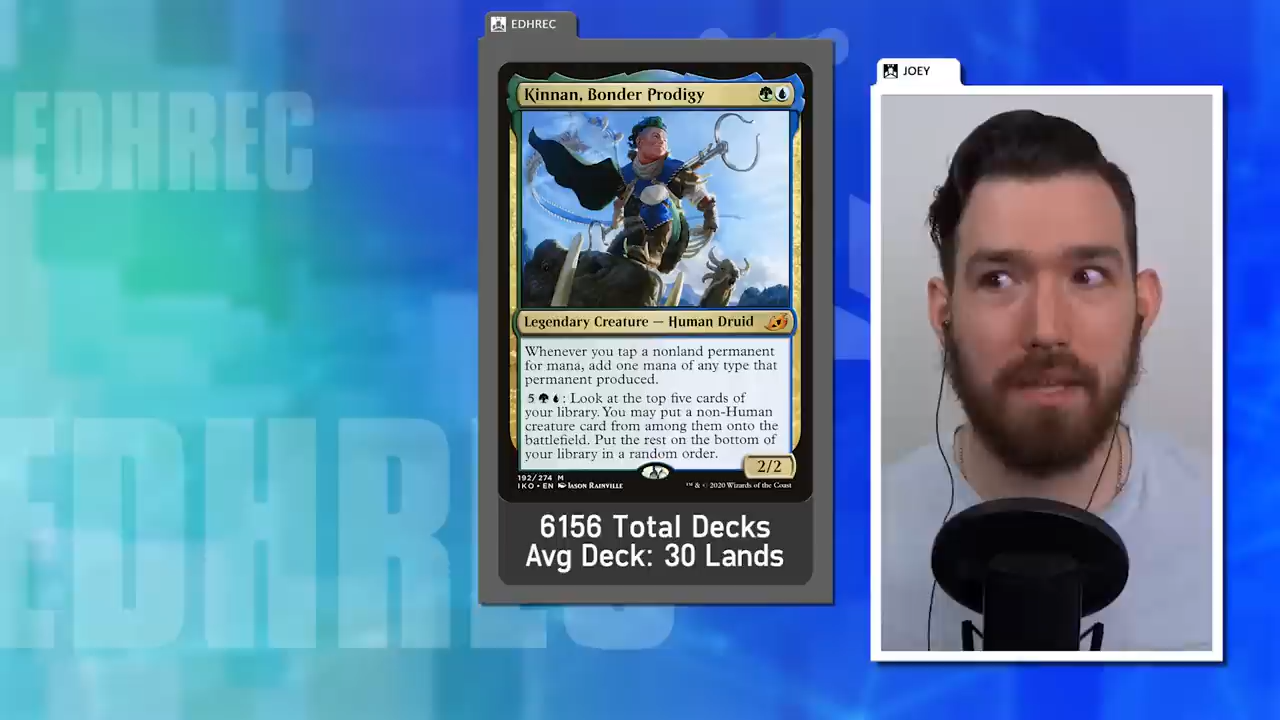 EDHREC
EDHREC
Kinnan, Bonder Prodigy
Legendary Creature — Human Druid
Whenever you tap a nonland permanent
for mana, add one mana of any type that
permanent produced.
5 : Look at the top five cards of
your library. You may put a non-Human
creature card from among them onto the
battlefield. Put the rest on the bottom of
your library in a random order.
2/2
192/274 M
IKO • EN Jason Rainville
™ & © 2020 Wizards of the Coast
6156 Total Decks
Avg Deck: 30 Lands
JOEY
EDHREC